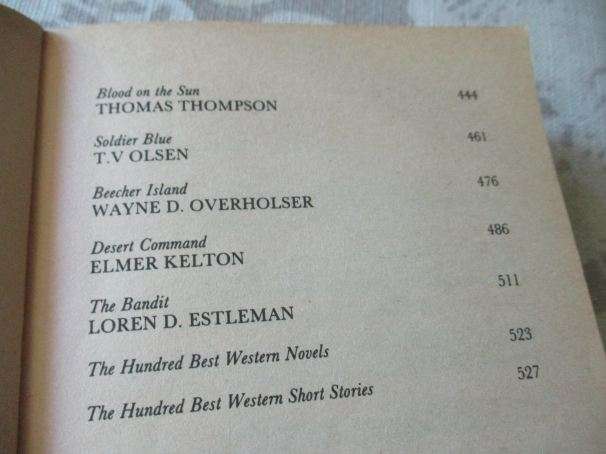 Blood on the Sun 444
THOMAS THOMPSON
Soldier Blue 461
T.V OLSEN
Beecher Island 476
WAYNE D. OVERHOLSER
Desert Command 486
ELMER KELTON
The Bandit 511
LOREN D. ESTLEMAN
The Hundred Best Western Novels 523
The Hundred Best Western Short Stories 527